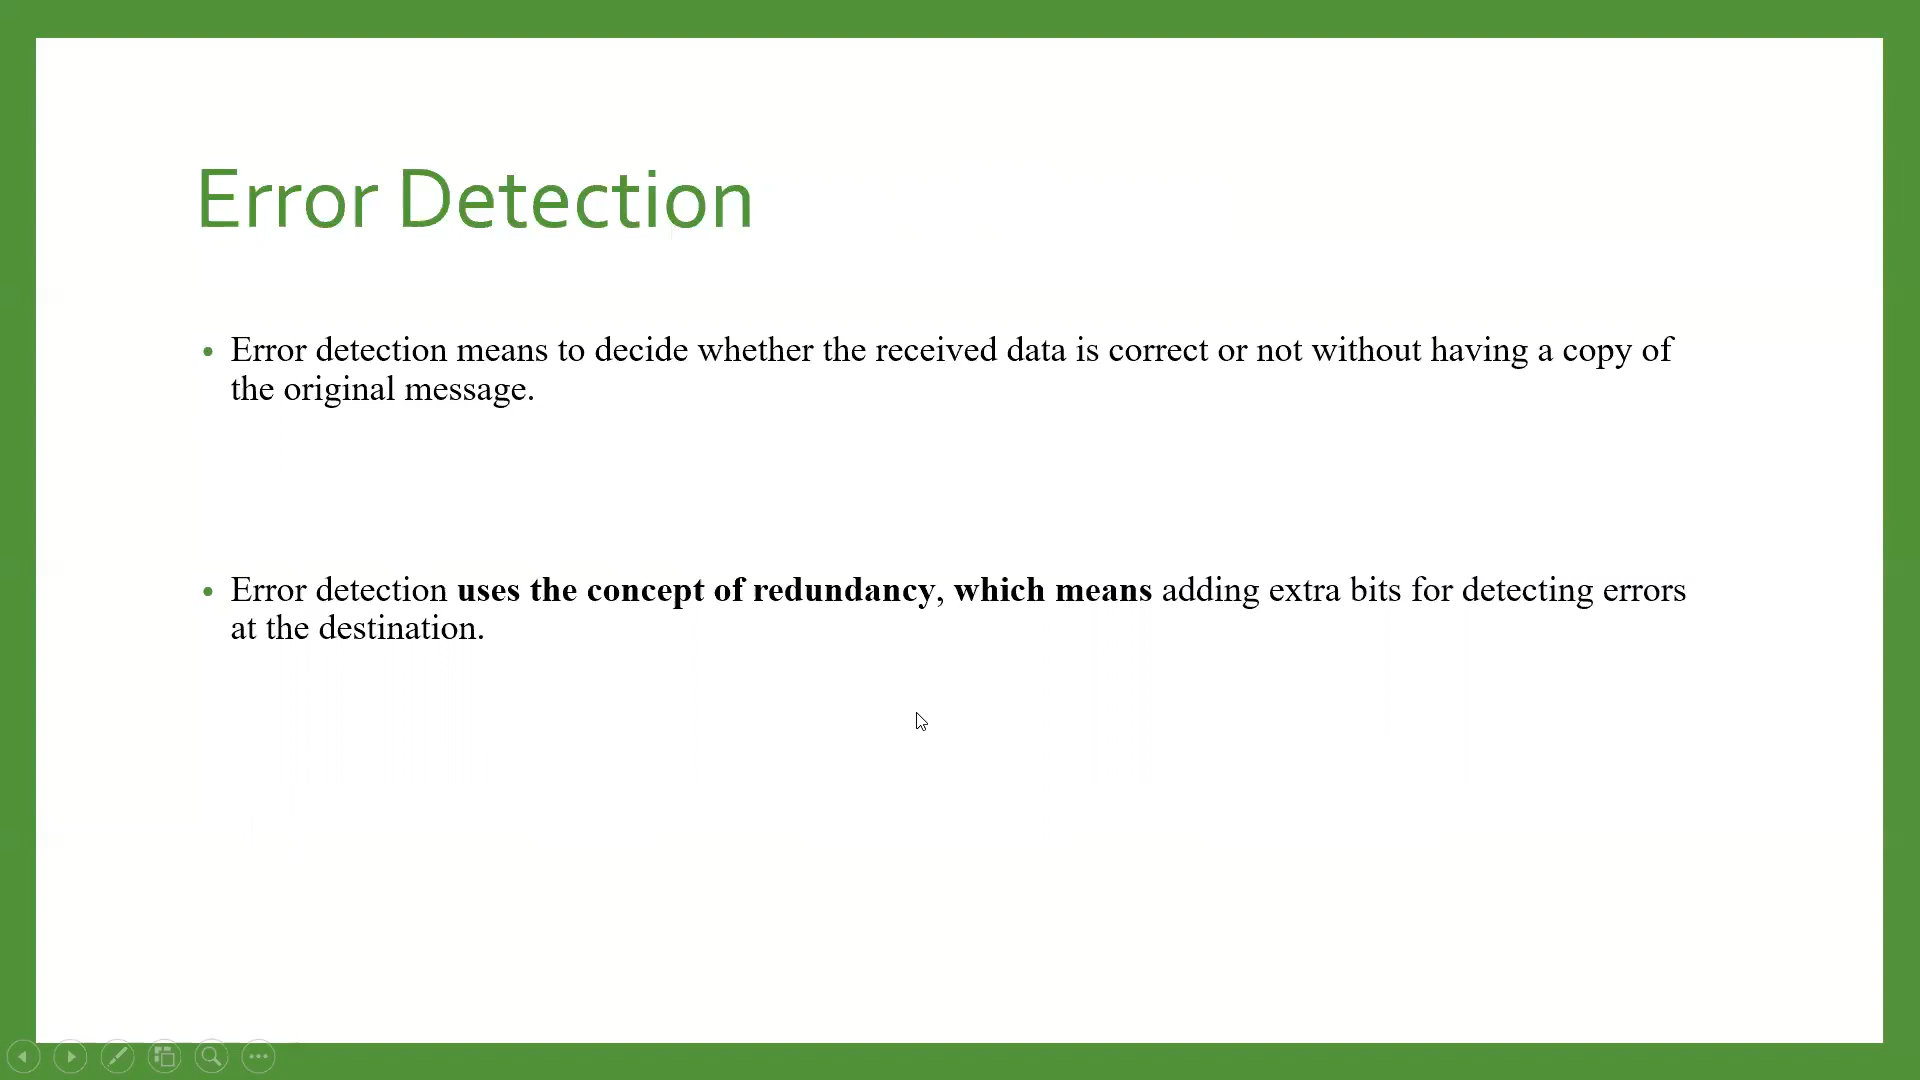 Error Detection
• Error detection means to decide whether the received data is correct or not without having a copy of
the original message.
• Error detection uses the concept of redundancy, which means adding extra bits for detecting errors
at the destination.